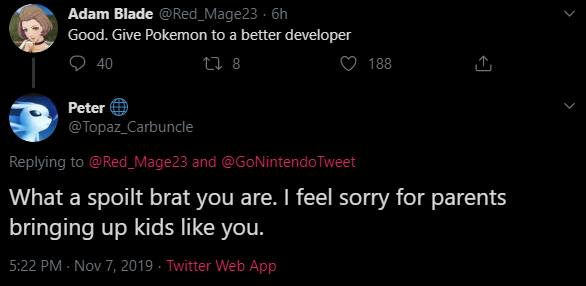 Adam Blade @Red_Mage23 · 6h
Good. Give Pokemon to a better developer
40 8 188
Peter
@Topaz_Carbuncle
Replying to @Red_Mage23 and @GoNintendoTweet
What a spoilt brat you are. I feel sorry for parents
bringing up kids like you.
5:22 PM · Nov 7, 2019 · Twitter Web App